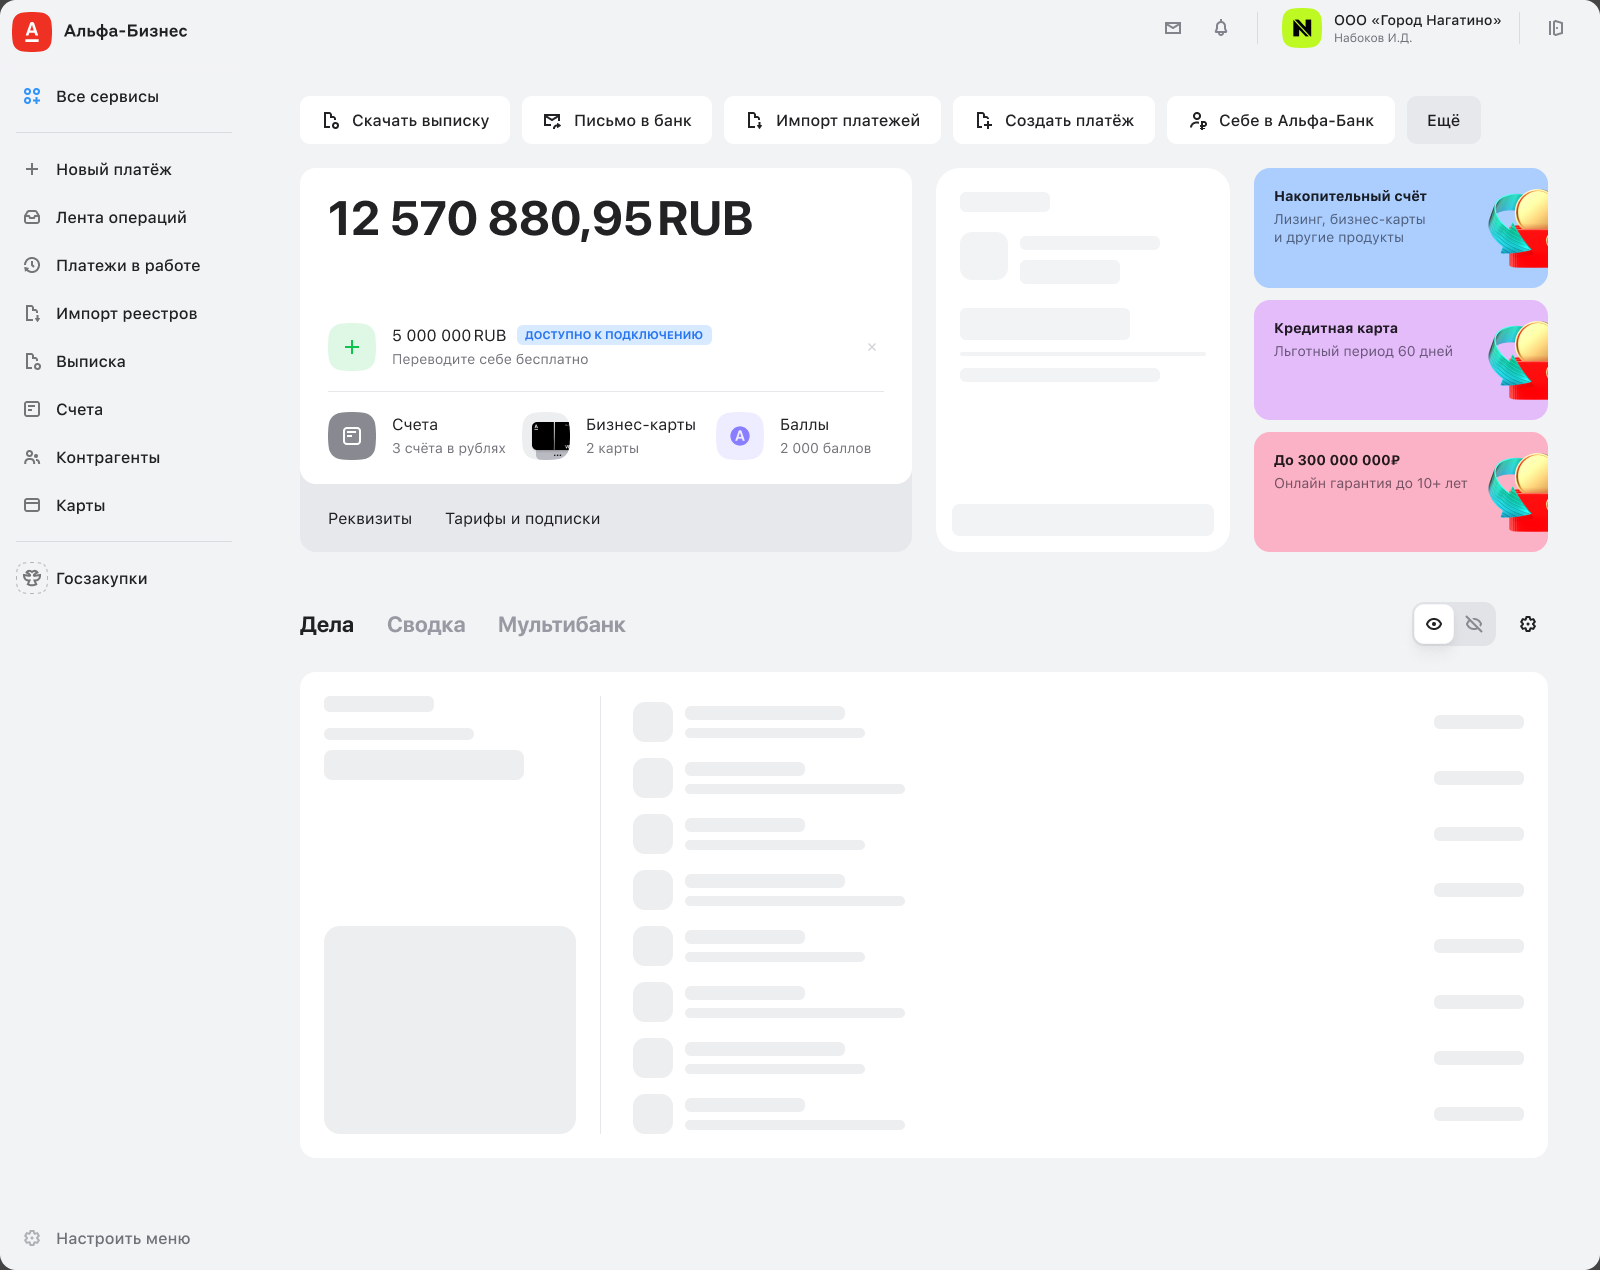 Альфа-Бизнес
ООО «Город Нагатино»
Набоков И.Д.
Все сервисы
Новый платёж
Лента операций
Платежи в работе
Импорт реестров
Выписка
Счета
Контрагенты
Карты
Госзакупки
Настроить меню
Скачать выписку
Письмо в банк
Импорт платежей
Создать платёж
Себе в Альфа-Банк
Ещё
12 570 880,95 RUB
5 000 000 RUB
ДОСТУПНО К ПОДКЛЮЧЕНИЮ
Переводите себе бесплатно
Счета
3 счёта в рублях
Бизнес-карты
2 карты
Баллы
2 000 баллов
Реквизиты
Тарифы и подписки
Накопительный счёт
Лизинг, бизнес-карты
и другие продукты
Кредитная карта
Льготный период 60 дней
До 300 000 000₽
Онлайн гарантия до 10+ лет
Дела
Сводка
Мультибанк